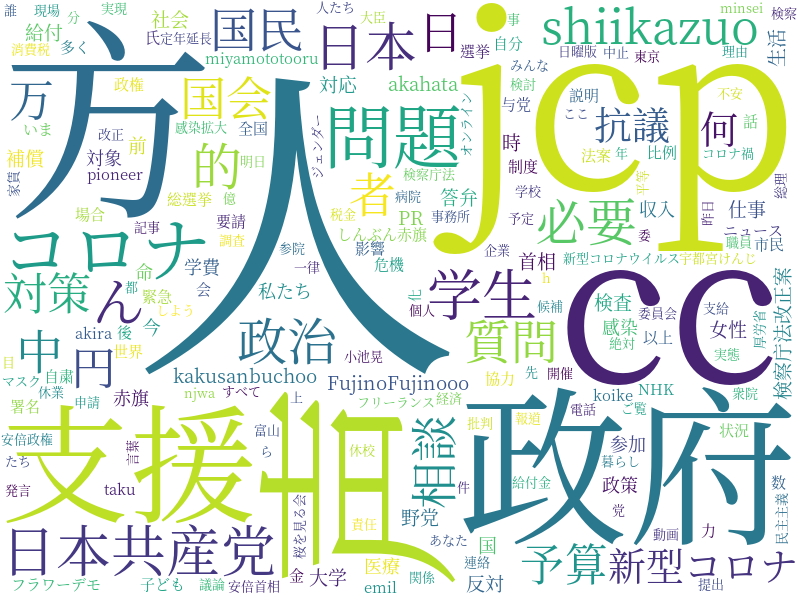 誰
現場
分
実現
社会
給付
人たち
大臣
氏定年延長
国民
日本
日
選挙
自分
shiikazuo
事
日曜版
中止
東京
理由
minsei
検察
生活
消費税
多く
万
方
人
政権
国会
miyamototooru
対応
akahata
検討
みんな
与党
オンライン
説明
ここ
抗議
何
不安
話
いま
改正
前
感染拡大
全国
明日
ジェンダー
問題
jcp
時
制度
法案
年
比例
コロナ禍
平等
総理
補償
対象
pioneer
的
者
病院
検察庁法
答弁
学校
必要
収入
仕事
昨日
家賃
場合
総選挙
億
税金
PR
事務所
予定
委
ニュース
職員
市民
記事
要請
調査
しんぶん赤旗
参院
影響
企業
新型コロナウイルス
宇都宮けんじ
コロナ
命
学費
一律
危機
首相
h
対策
ん
都
緊急
会
私たち
化
個人
学生
候補
検査
委員会
支給
cc
しよう
akira
後
今
政治
質問
感染
以上
女性
厚労省
検察庁法改正案
目
中
円
世界
小池晃
絶対
実態
マスク
自粛
kakusanbuchoo
FujinoFujinooo
協力
先
開催
koike
NHK
衆院
署名
休業
申請
赤旗
njwa
すべて
上
フリーランス
経済
電話
ご覧
安倍政権
支援
言葉
富山
ら
休校
相談
批判
報道
政府
参加
状況
たち
発言
taku
桜を見る会
責任
件
給付金
暮らし
政策
数
民主主義
日本共産党
野党
あなた
国
党
動画
力
フラワーデモ
子ども
議論
安倍首相
金
大学
医療
emil
関係
連絡
反対
予算
新型コロナ
提出